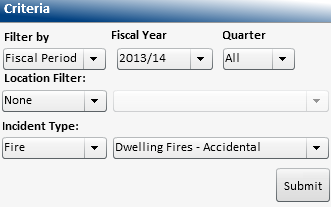 Criteria
Filter by Fiscal Year Quarter
Fiscal Period 2013/14 All
Location Filter:
None
Incident Type:
Fire Dwelling Fires - Accidental
Submit